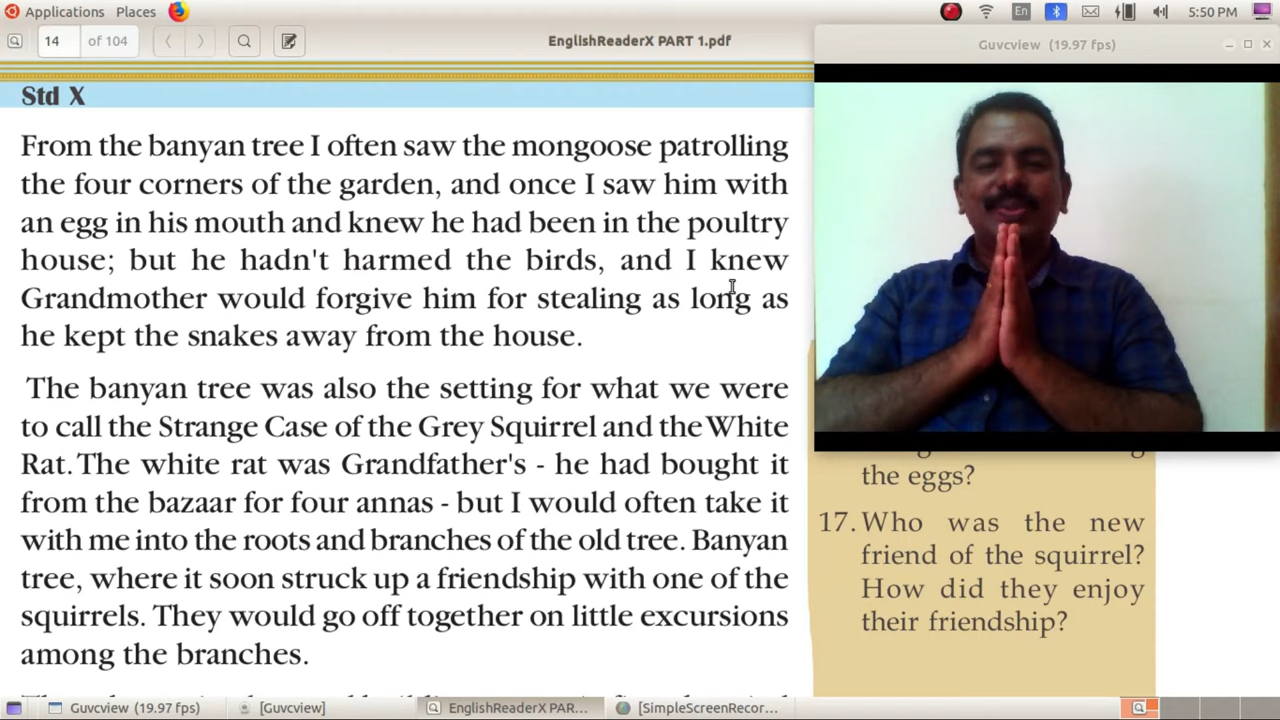 Applications Places
En
5:50 PM
14 of 104
EnglishReaderX PART 1.pdf
Guvcview (19.97 fps)
Std X
From the banyan tree I often saw the mongoose patrolling
the four corners of the garden, and once I saw him with
an egg in his mouth and knew he had been in the poultry
house; but he hadn't harmed the birds, and I knew
Grandmother would forgive him for stealing as long as
he kept the snakes away from the house.
The banyan tree was also the setting for what we were
to call the Strange Case of the Grey Squirrel and the White
Rat. The white rat was Grandfather's - he had bought it
from the bazaar for four annas - but I would often take it
with me into the roots and branches of the old tree. Banyan
tree, where it soon struck up a friendship with one of the
squirrels. They would go off together on little excursions
among the branches.
the eggs?
17. Who was the new
friend of the squirrel?
How did they enjoy
their friendship?
Guvcview (19.97 fps)
[Guvcview]
EnglishReaderX PAR...
[SimpleScreenRecor...